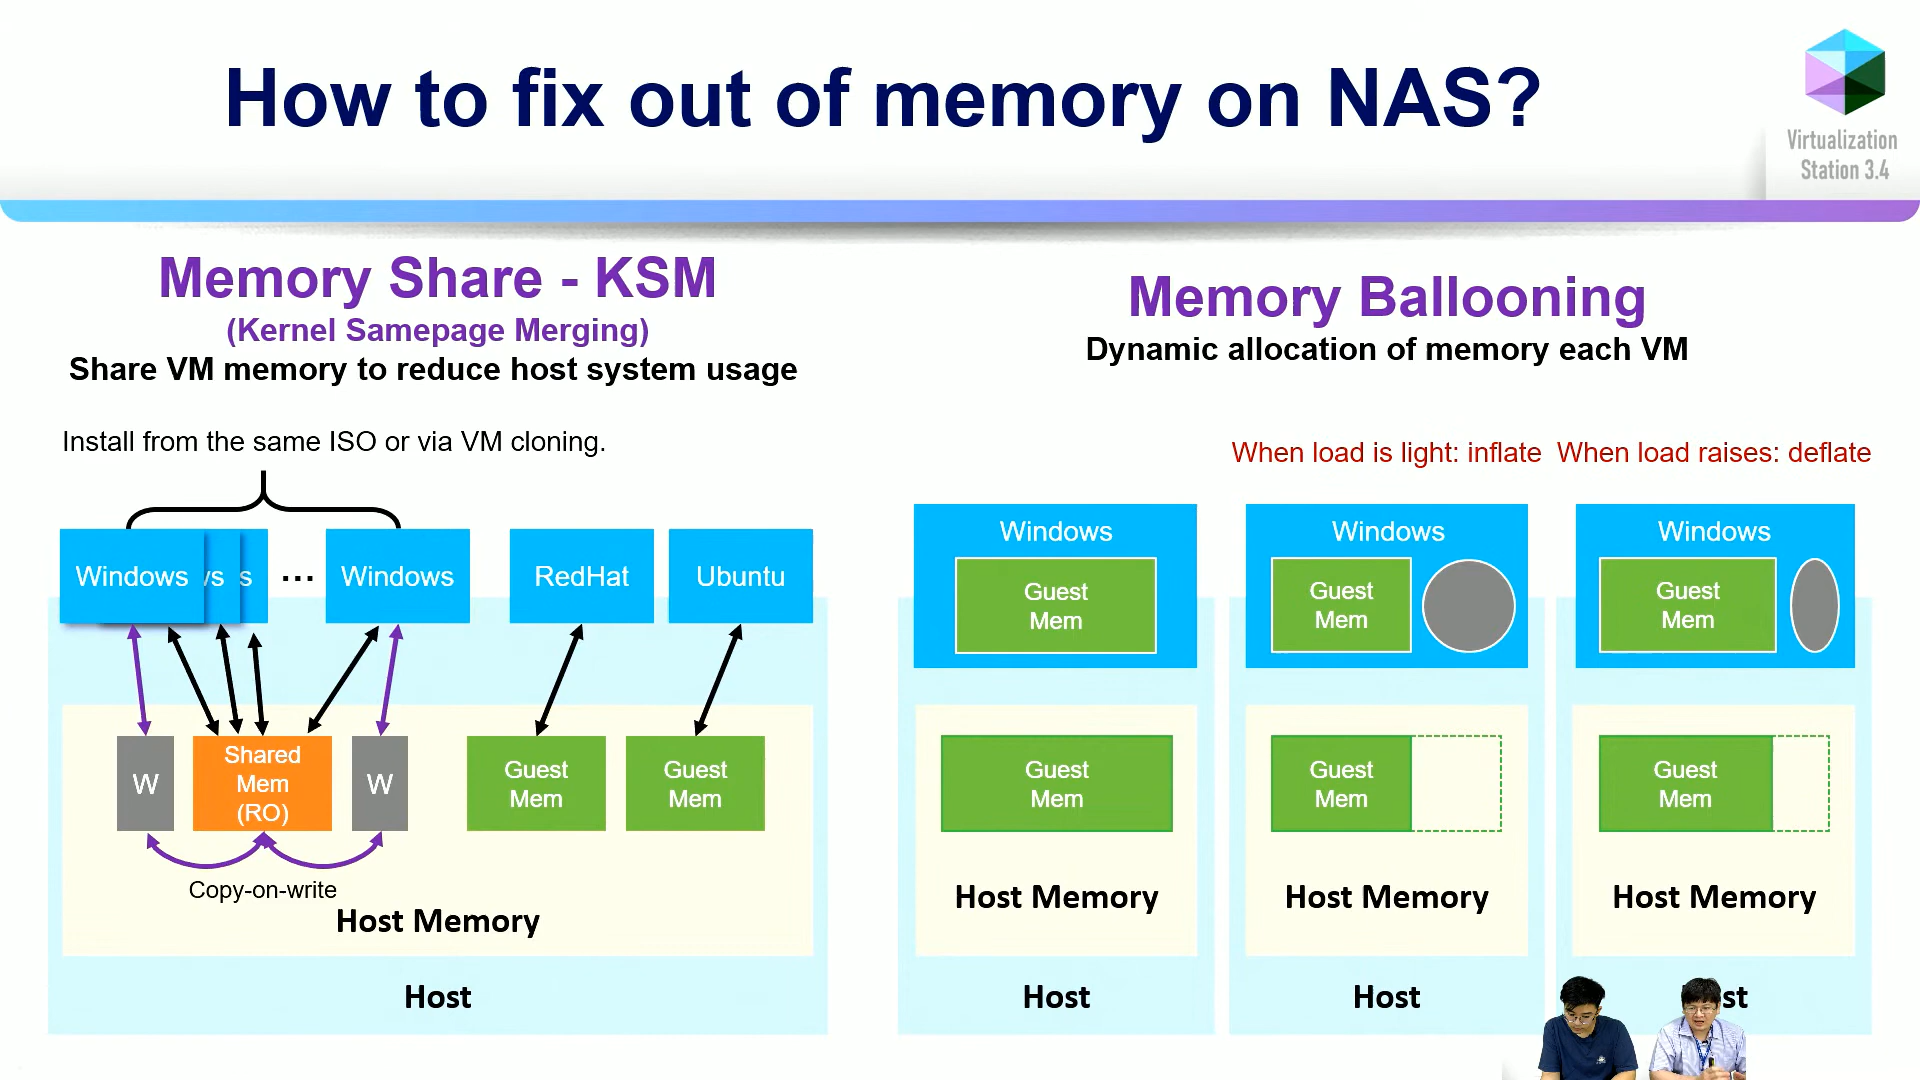 How to fix out of memory on NAS?
Virtualization
Station 3.4
Memory Share - KSM
(Kernel Samepage Merging)
Share VM memory to reduce host system usage
Install from the same ISO or via VM cloning.
Windows
s
s
...
Windows
RedHat
Ubuntu
W
Shared
Mem
(RO)
W
Guest
Mem
Guest
Mem
Copy-on-write
Host Memory
Host
Memory Ballooning
Dynamic allocation of memory each VM
When load is light: inflate
When load raises: deflate
Windows
Guest
Mem
Guest
Mem
Host Memory
Host
Windows
Guest
Mem
Guest
Mem
Host Memory
Host
Windows
Guest
Mem
Guest
Mem
Host Memory
st